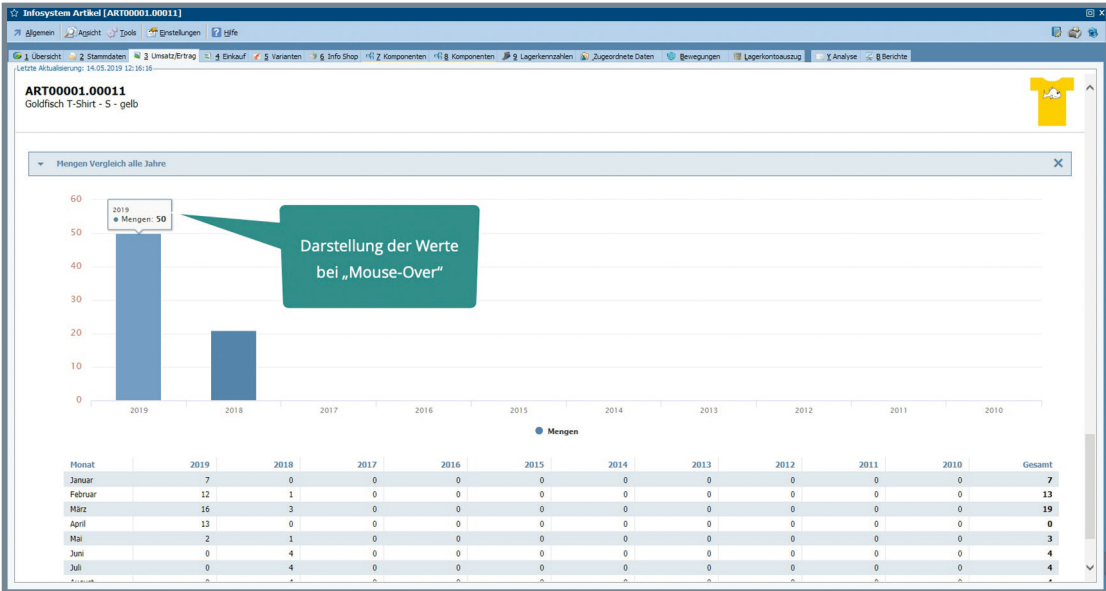 Infosystem Artikel [ART00001.00011]
Allgemein Ansicht Tools Einstellungen ? Hilfe
1 Übersicht 2 Stammdaten 3 Umsatz/Ertrag 4 Einkauf 5 Varianten 6 Info Shop 7 Komponenten 8 Komponenten 9 Lagerkennzahlen Zugeordnete Daten Bewegungen Lagerkontoauszug Y Analyse 8 Berichte
Letzte Aktualisierung: 14.05.2019 12:16:16
ART00001.00011
Goldfisch T-Shirt - S - gelb
Mengen Vergleich alle Jahre
60
2019
Mengen: 50
50
Darstellung der Werte
bei „Mouse-Over“
40
30
20
10
0
2019 2018 2017 2016 2015 2014 2013 2012 2011 2010
Mengen
Monat 2019 2018 2017 2016 2015 2014 2013 2012 2011 2010 Gesamt
Januar 7 0 0 0 0 0 0 0 0 0 7
Februar 12 1 0 0 0 0 0 0 0 0 13
März 16 3 0 0 0 0 0 0 0 0 19
April 13 0 0 0 0 0 0 0 0 0 0
Mai 2 1 0 0 0 0 0 0 0 0 3
Juni 0 4 0 0 0 0 0 0 0 0 4
Juli 0 4 0 0 0 0 0 0 0 0 4